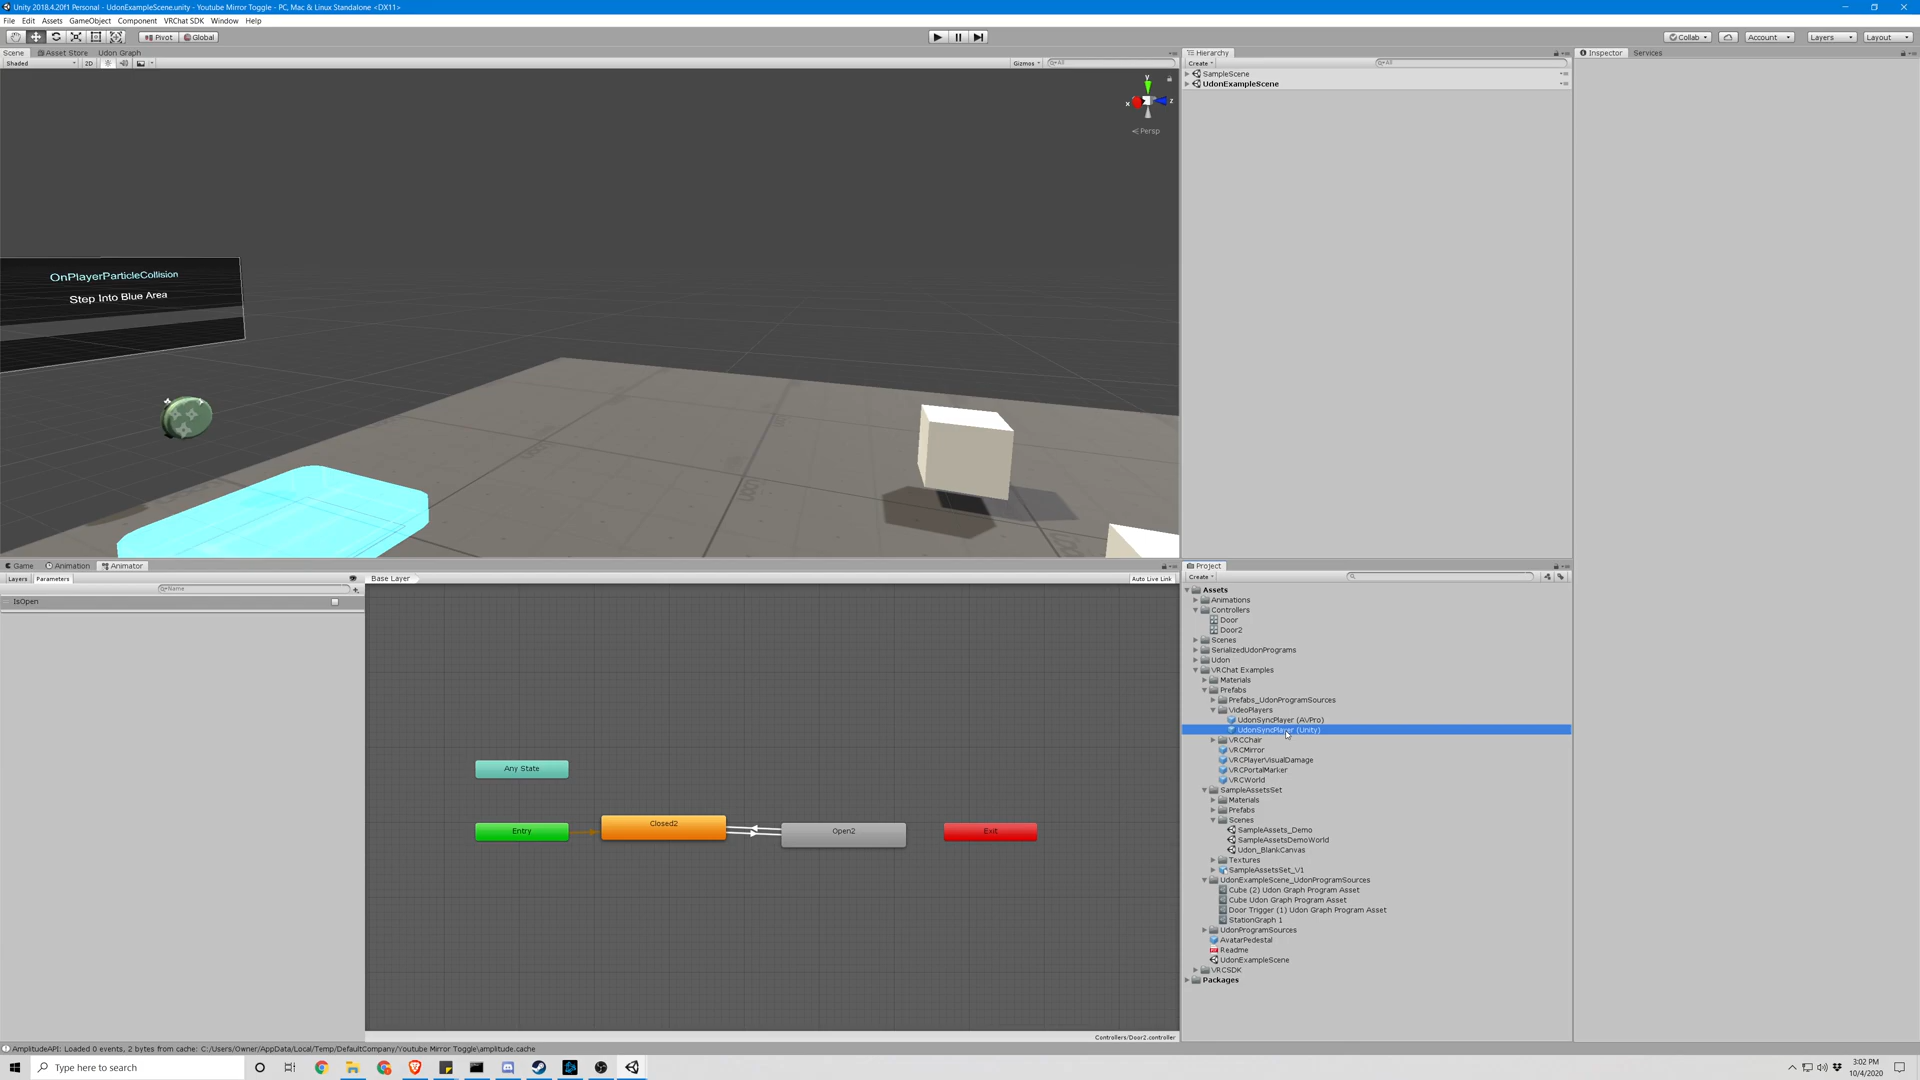 Unity 2018.4.20f1 Personal - UdonExampleScene.unity - Youtube Mirror Toggle - PC, Mac & Linux Standalone <DX11>
File Edit Assets GameObject Component VRChat SDK Window Help
Pivot Global Collab Account Layers Layout
Scene Asset Store Udon Graph
Shaded 2D Gizmos All
y
x z
Persp
OnPlayerParticleCollision
Step Into Blue Area
Hierarchy
Create All
SampleScene
UdonExampleScene
Inspector Services
Game Animation Animator
Layers Parameters Base Layer Auto Live Link
Name
IsOpen
Any State
Entry
Closed2
Open2
Exit
Controllers/Door2.controller
Project
Create
Assets
Animations
Controllers
Door
Door2
Scenes
SerializedUdonPrograms
Udon
VRChat Examples
Materials
Prefabs
Prefabs_UdonProgramSources
VideoPlayers
UdonSyncPlayer (AVPro)
UdonSyncPlayer (Unity)
VRCChair
VRCMirror
VRCPlayerVisualDamage
VRCPortalMarker
VRCWorld
SampleAssetsSet
Materials
Prefabs
Scenes
SampleAssets_Demo
SampleAssetsDemoWorld
Udon_BlankCanvas
Textures
SampleAssetsSet_V1
UdonExampleScene_UdonProgramSources
Cube (2) Udon Graph Program Asset
Cube Udon Graph Program Asset
Door Trigger (1) Udon Graph Program Asset
StationGraph 1
UdonProgramSources
AvatarPedestal
Readme
UdonExampleScene
VRCSDK
Packages
AmplitudeAPI: Loaded 0 events, 2 bytes from cache: C:/Users/Owner/AppData/Local/Temp/DefaultCompany/Youtube Mirror Toggle\amplitude.cache
Type here to search
3:02 PM
10/4/2020